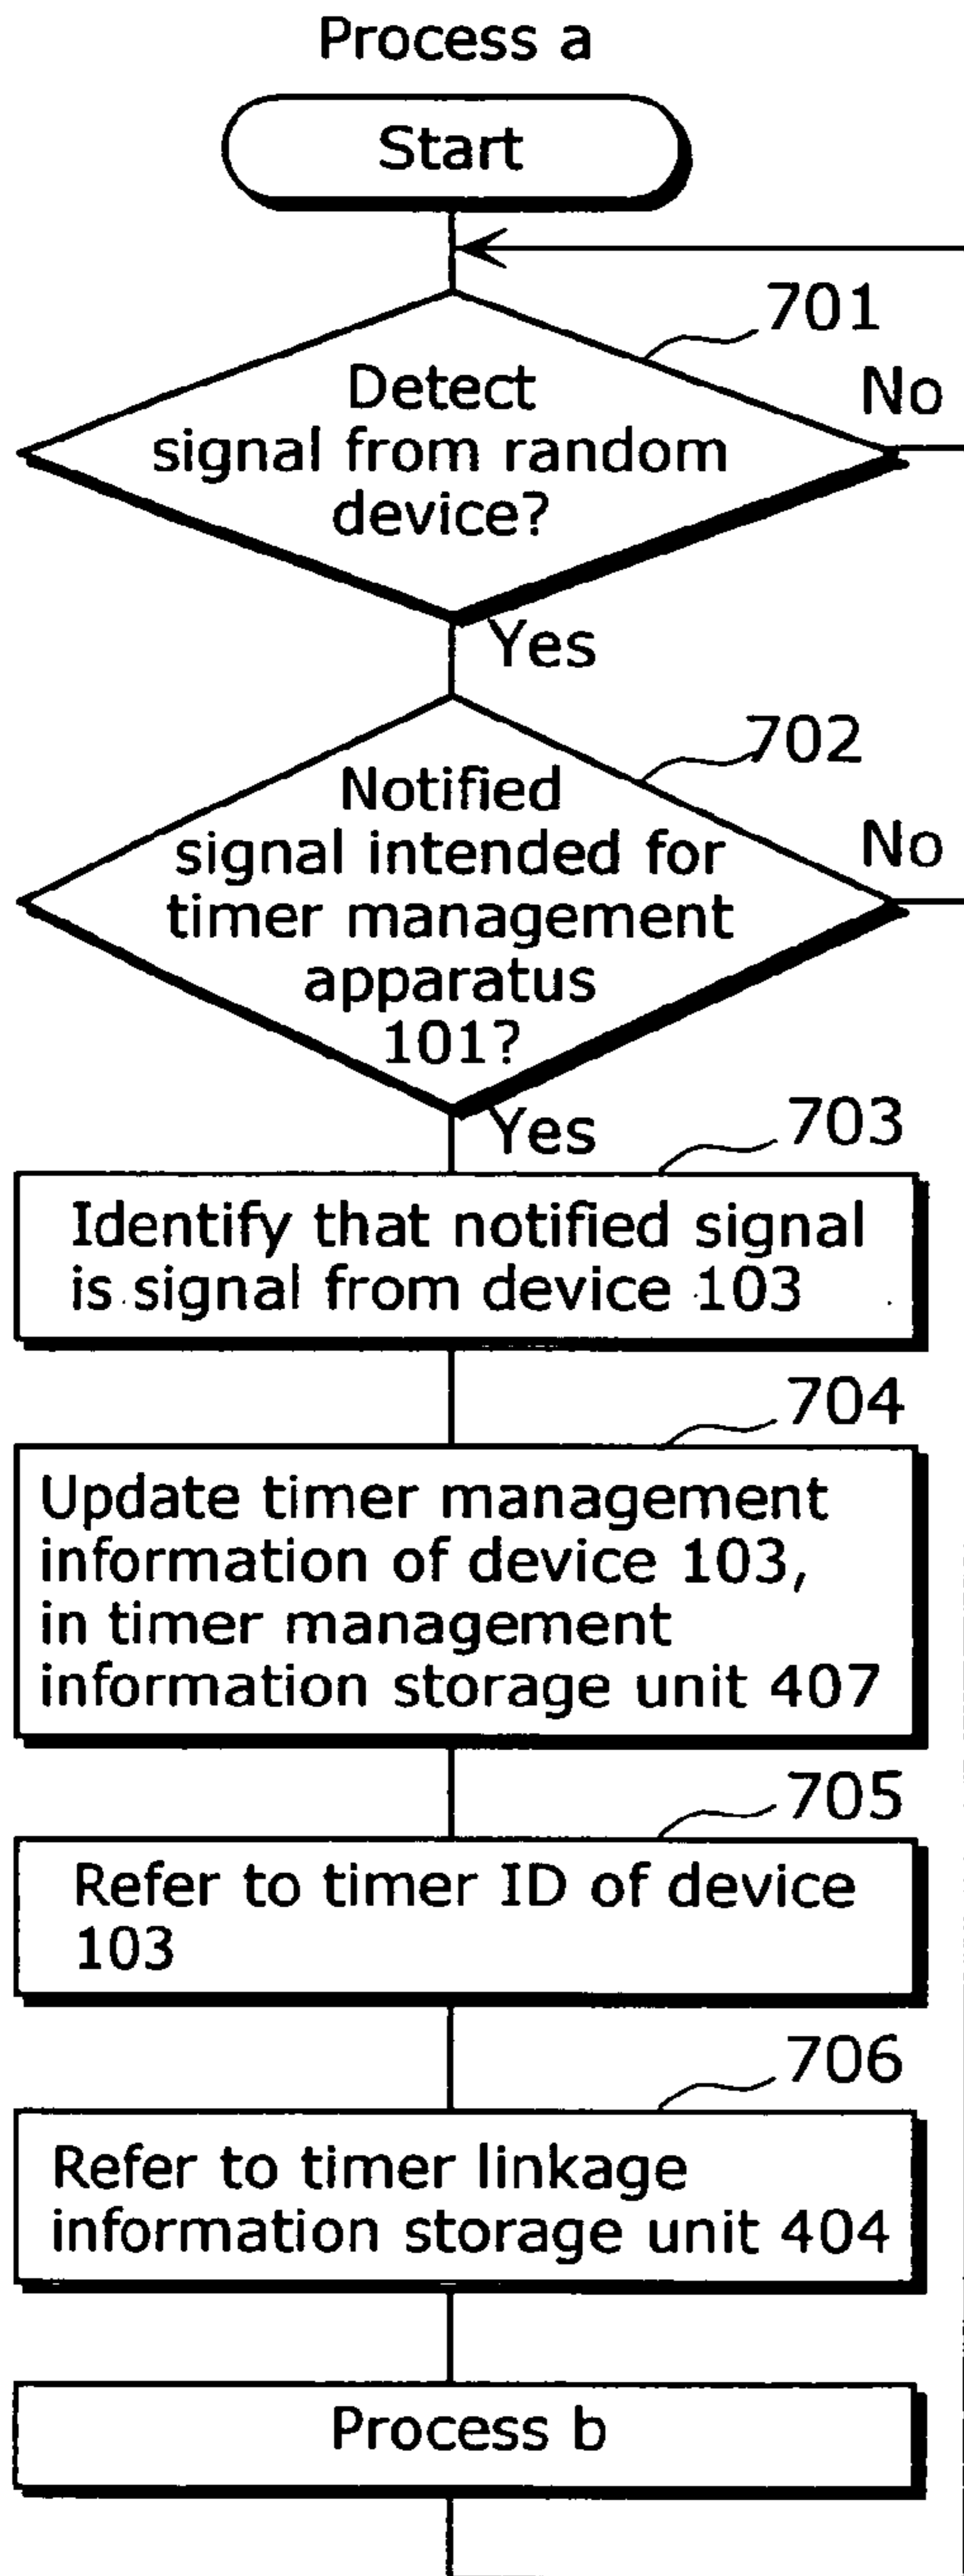 Process a
Start
701
Detect
signal from random
device?
No
Yes
702
Notified
signal intended for
timer management
apparatus
101?
No
Yes
703
Identify that notified signal
is signal from device 103
704
Update timer management
information of device 103,
in timer management
information storage unit 407
705
Refer to timer ID of device
103
706
Refer to timer linkage
information storage unit 404
Process b